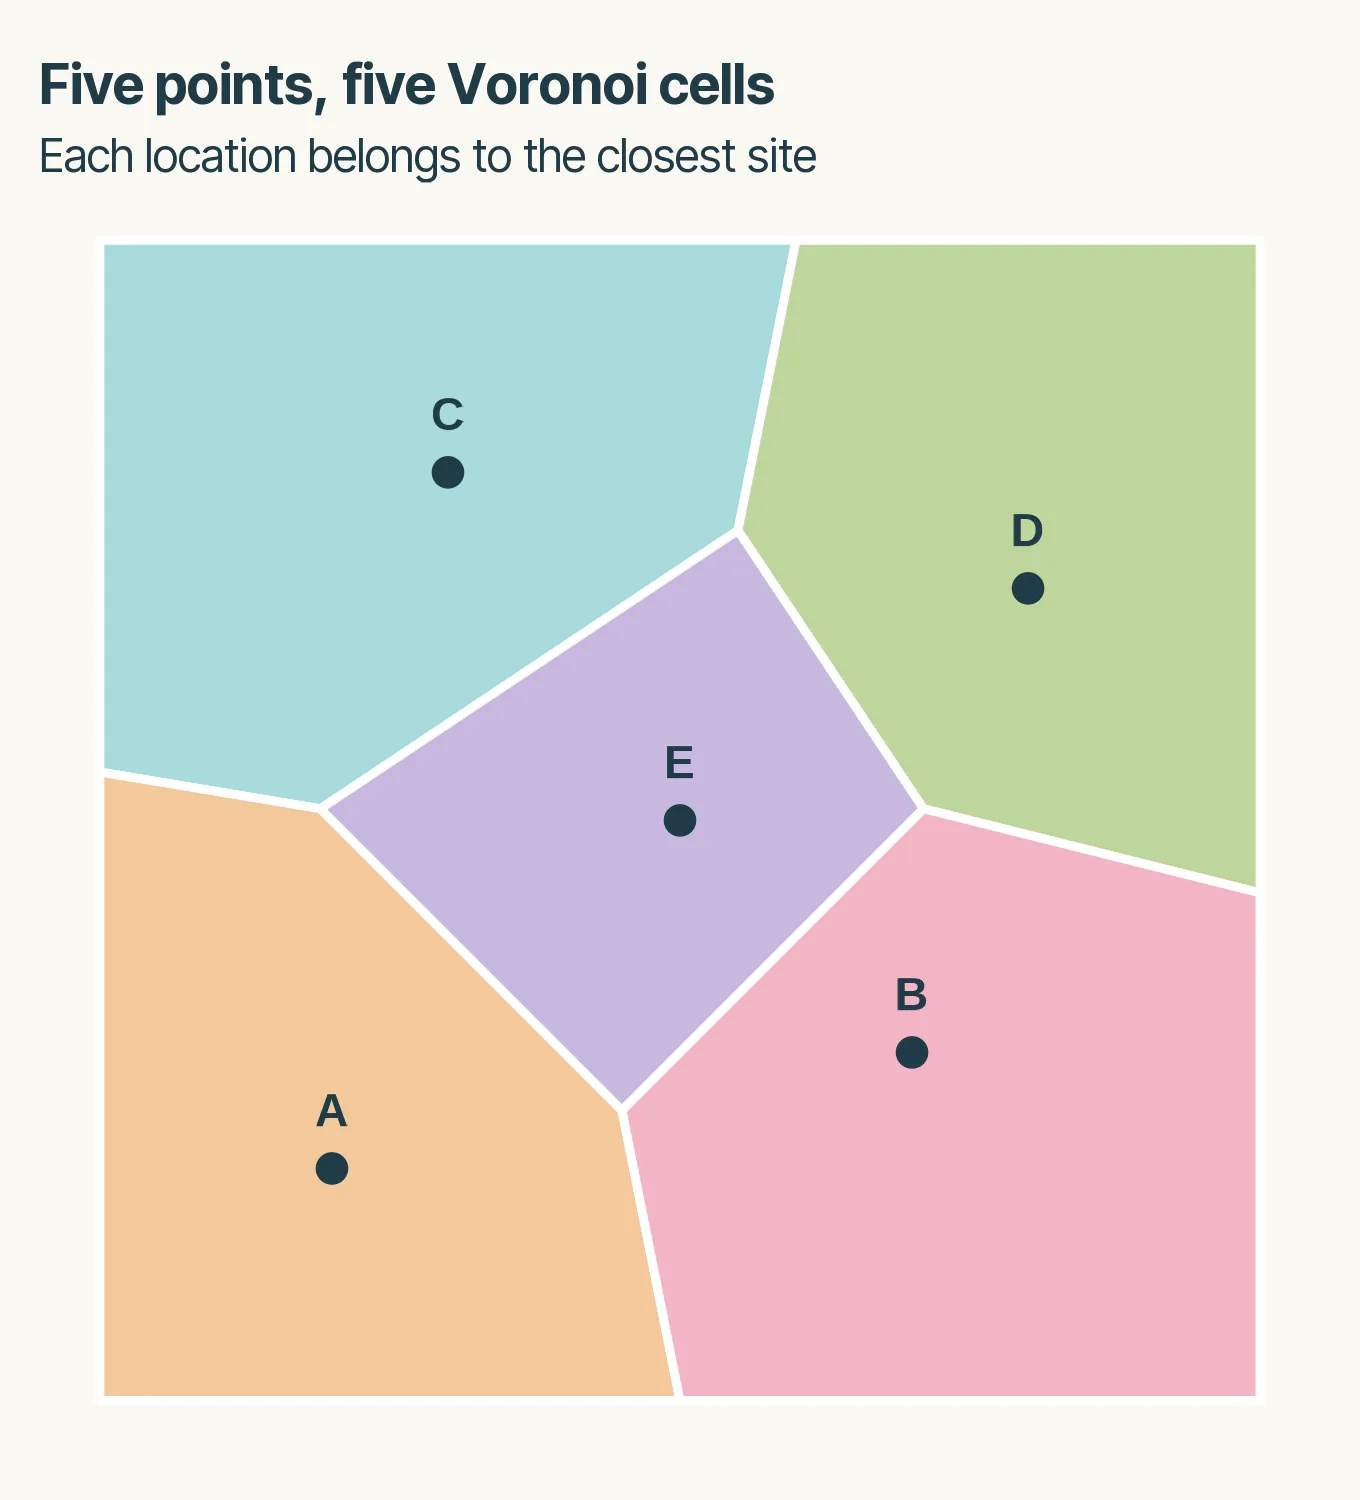 Five points, five Voronoi cells
Each location belongs to the closest site
C
D
E
B
A